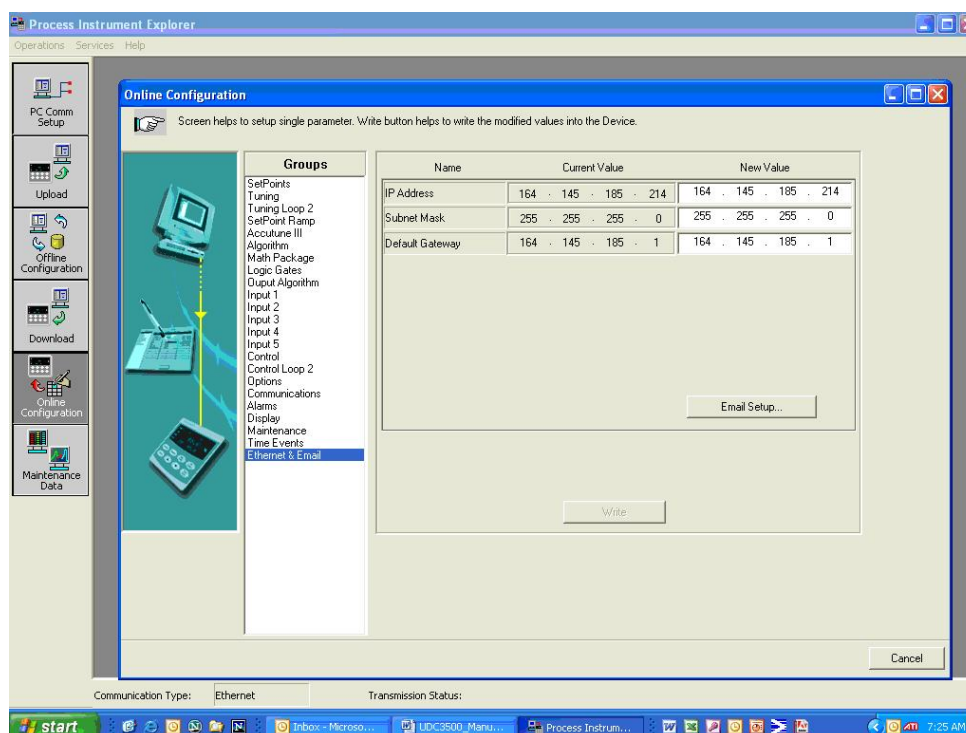 Process Instrument Explorer
Operations Services Help
PC Comm
Setup
Upload
Offline
Configuration
Download
Online
Configuration
Maintenance
Data
Online Configuration
Screen helps to setup single parameter. Write button helps to write the modified values into the Device.
Groups
SetPoints
Tuning
Tuning Loop 2
SetPoint Ramp
Accutune III
Algorithm
Math Package
Logic Gates
Ouput Algorithm
Input 1
Input 2
Input 3
Input 4
Input 5
Control
Control Loop 2
Options
Communications
Alarms
Display
Maintenance
Time Events
Ethernet & Email
Name Current Value New Value
IP Address 164 . 145 . 185 . 214 164 . 145 . 185 . 214
Subnet Mask 255 . 255 . 255 . 0 255 . 255 . 255 . 0
Default Gateway 164 . 145 . 185 . 1 164 . 145 . 185 . 1
Email Setup...
Write
Cancel
Communication Type: Ethernet Transmission Status:
start Inbox - Microso... UDC3500_Manu... Process Instrum... ATI 7:25 AM